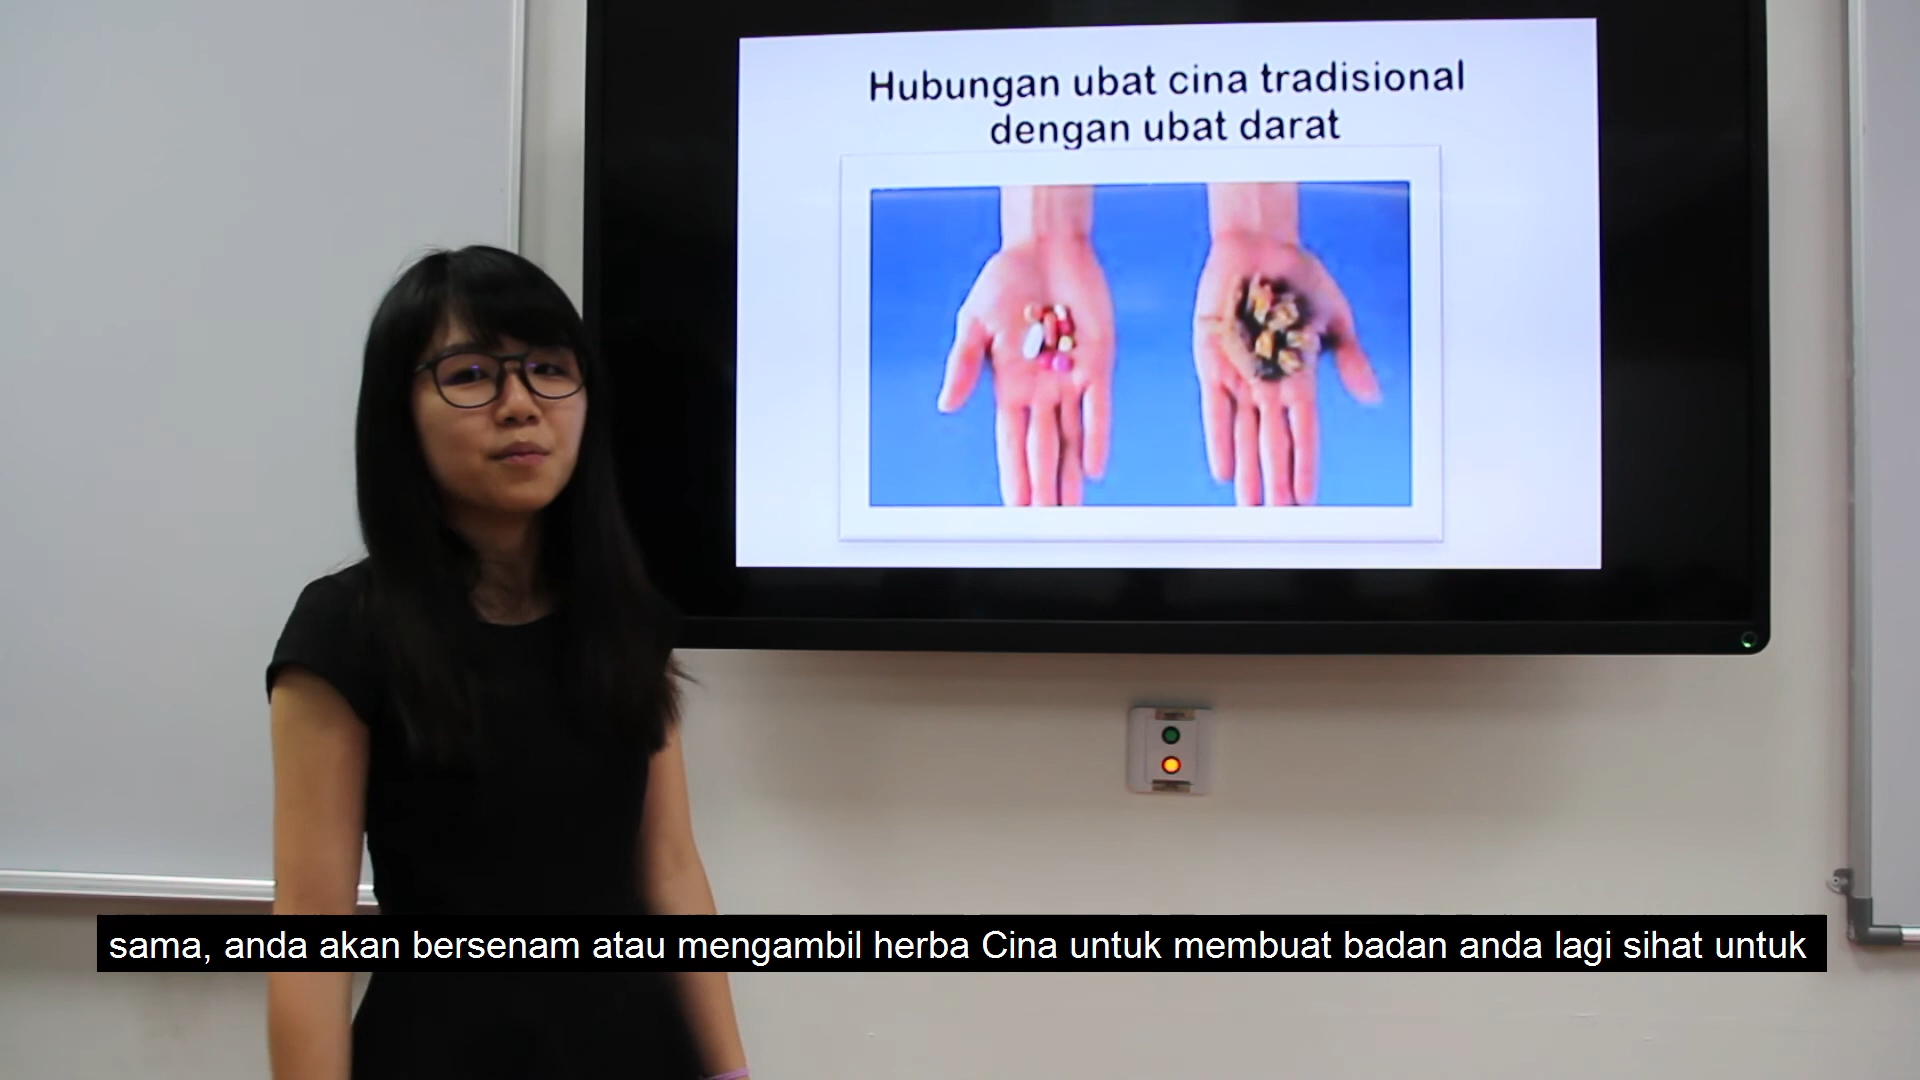 Hubungan ubat cina tradisional
dengan ubat darat
sama, anda akan bersenam atau mengambil herba Cina untuk membuat badan anda lagi sihat untuk